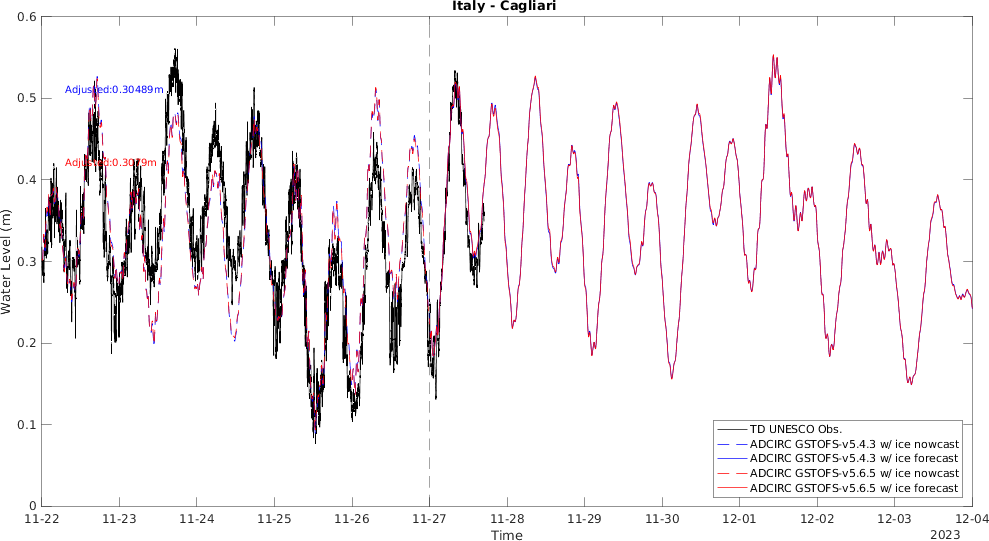 Italy - Cagliari
Water Level (m)
0.6
0.5
0.4
0.3
0.2
0.1
0
Adjusted:0.30489m
Adjusted:0.3079m
TD UNESCO Obs.
ADCIRC GSTOFS-v5.4.3 w/ ice nowcast
ADCIRC GSTOFS-v5.4.3 w/ ice forecast
ADCIRC GSTOFS-v5.6.5 w/ ice nowcast
ADCIRC GSTOFS-v5.6.5 w/ ice forecast
11-22 11-23 11-24 11-25 11-26 11-27 11-28 11-29 11-30 12-01 12-02 12-03 12-04
Time
2023